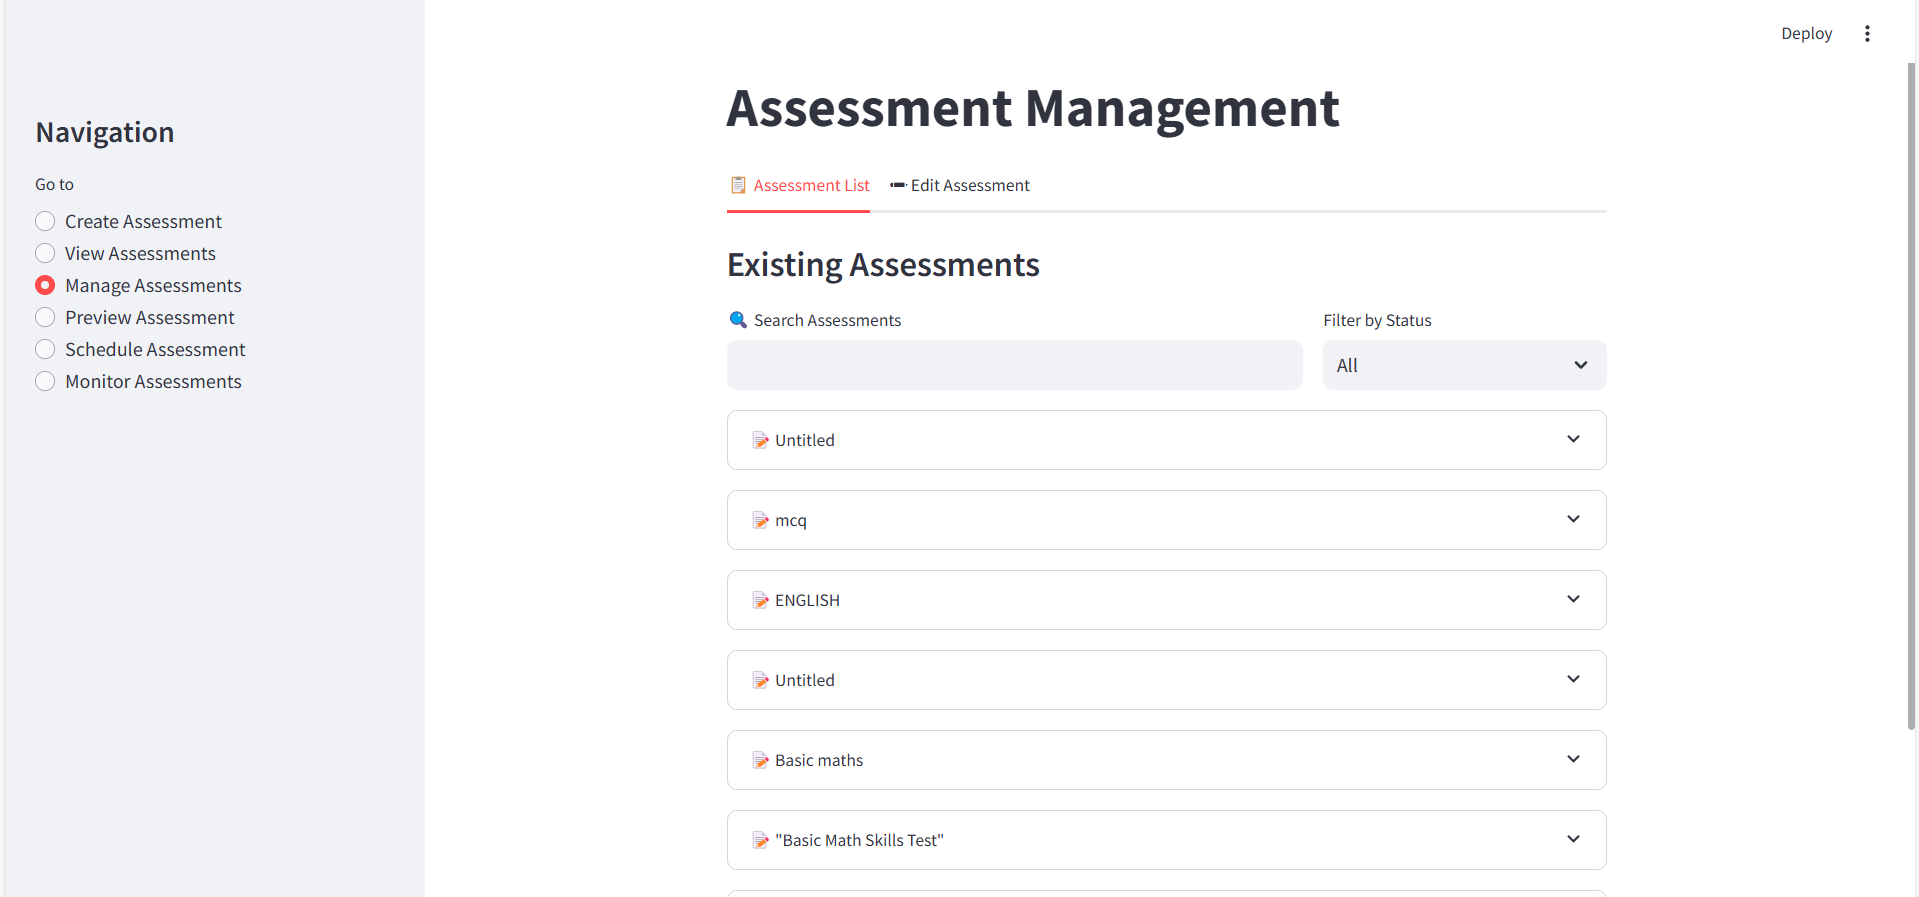 Deploy
Navigation
Go to
Create Assessment
View Assessments
Manage Assessments
Preview Assessment
Schedule Assessment
Monitor Assessments
Assessment Management
Assessment List
Edit Assessment
Existing Assessments
Search Assessments
Filter by Status
All
Untitled
mcq
ENGLISH
Untitled
Basic maths
"Basic Math Skills Test"